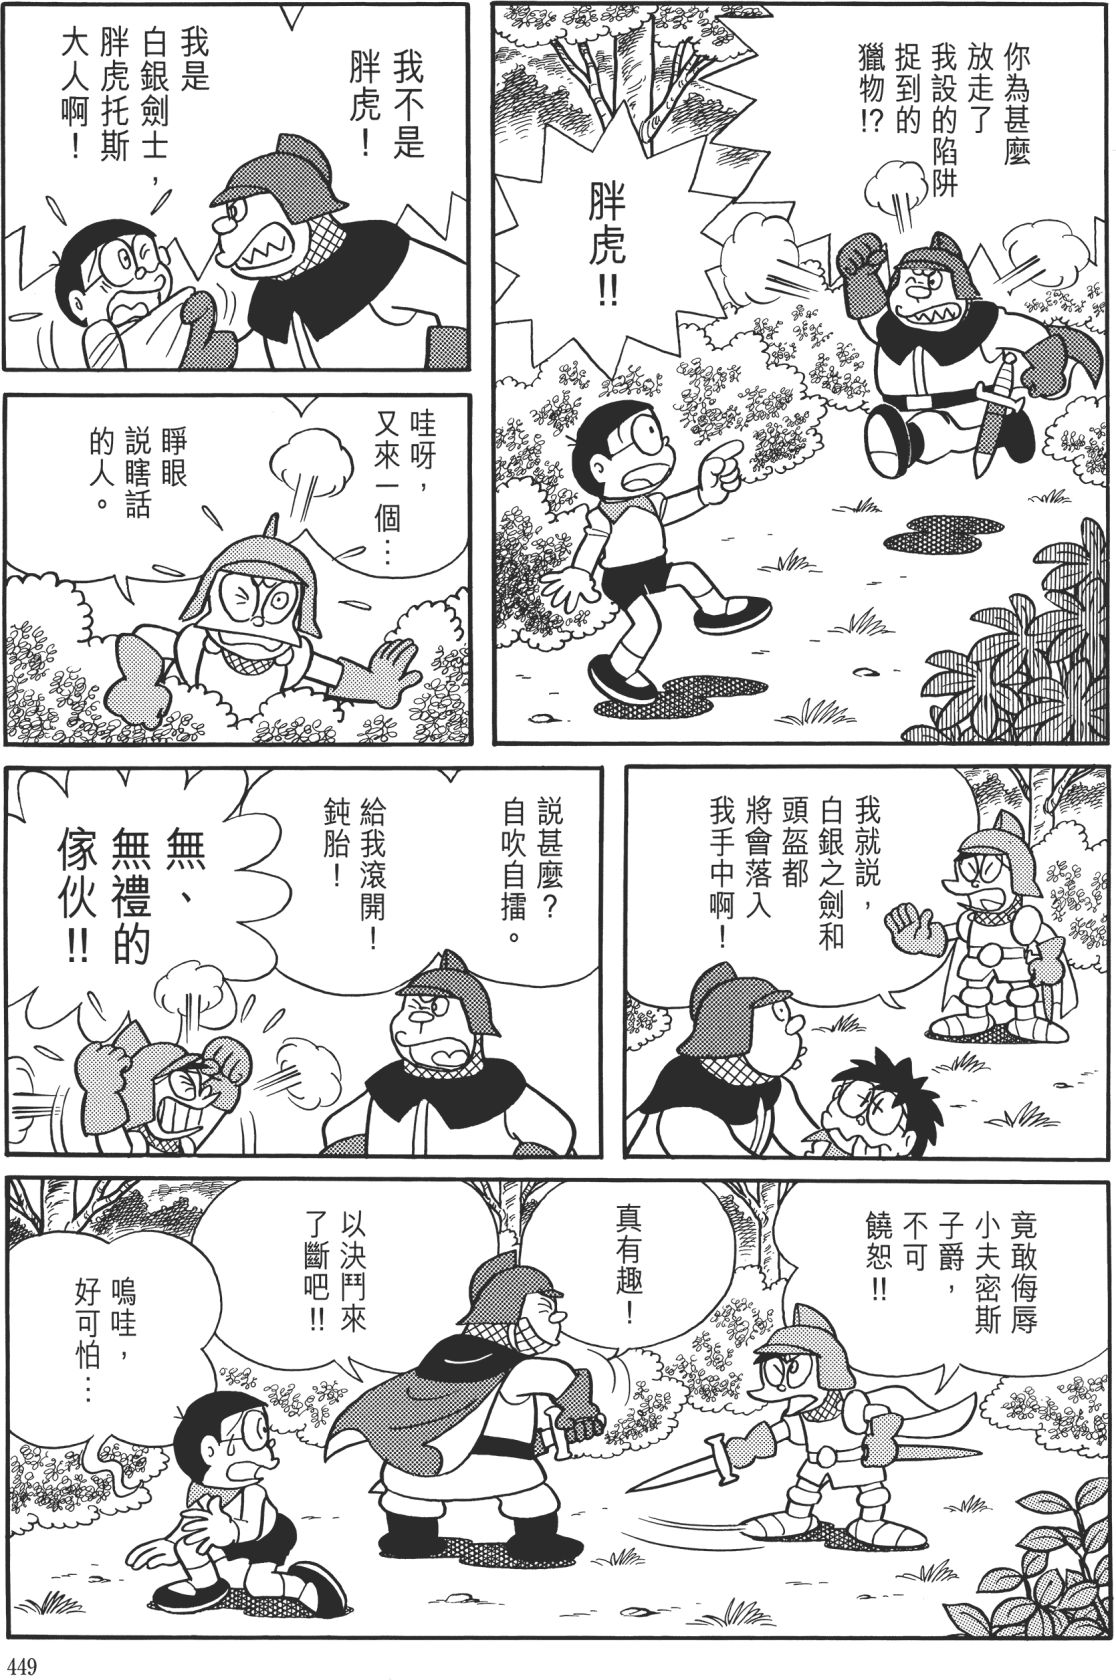 你為甚麼
放走了
我設的陷阱
捉到的
獵物!?
胖虎!!
我不是
胖虎！
我是
白銀劍士，
胖虎托斯
大人啊！
哇呀，
又來一個…
睜眼
説瞎話
的人。
我就説，
白銀之劍和
頭盔都
將會落入
我手中啊！
説甚麼？
自吹自擂。
給我滾開！
鈍胎！
無、
無禮的
傢伙!!
竟敢侮辱
小夫密斯
子爵，
不可
饒恕!!
真有趣！
以決鬥來
了斷吧!!
嗚哇，
好可怕…
449